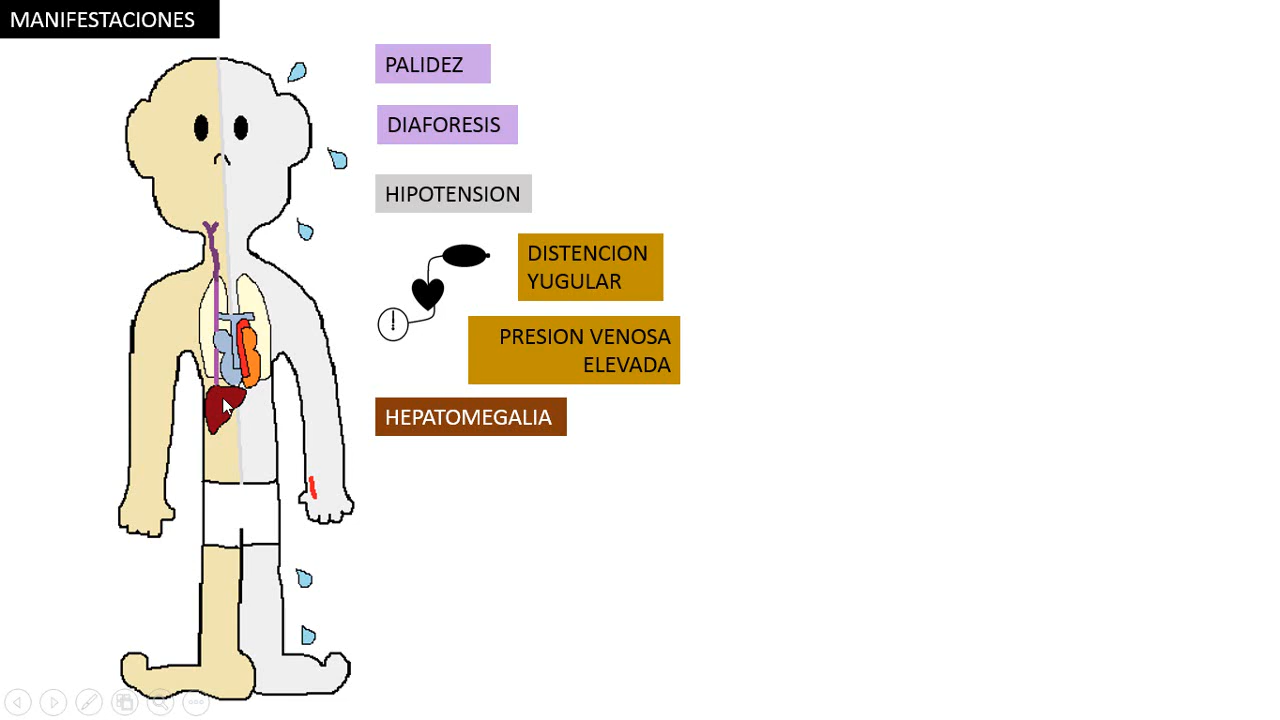 MANIFESTACIONES
PALIDEZ
DIAFORESIS
HIPOTENSION
DISTENCION
YUGULAR
PRESION VENOSA
ELEVADA
HEPATOMEGALIA